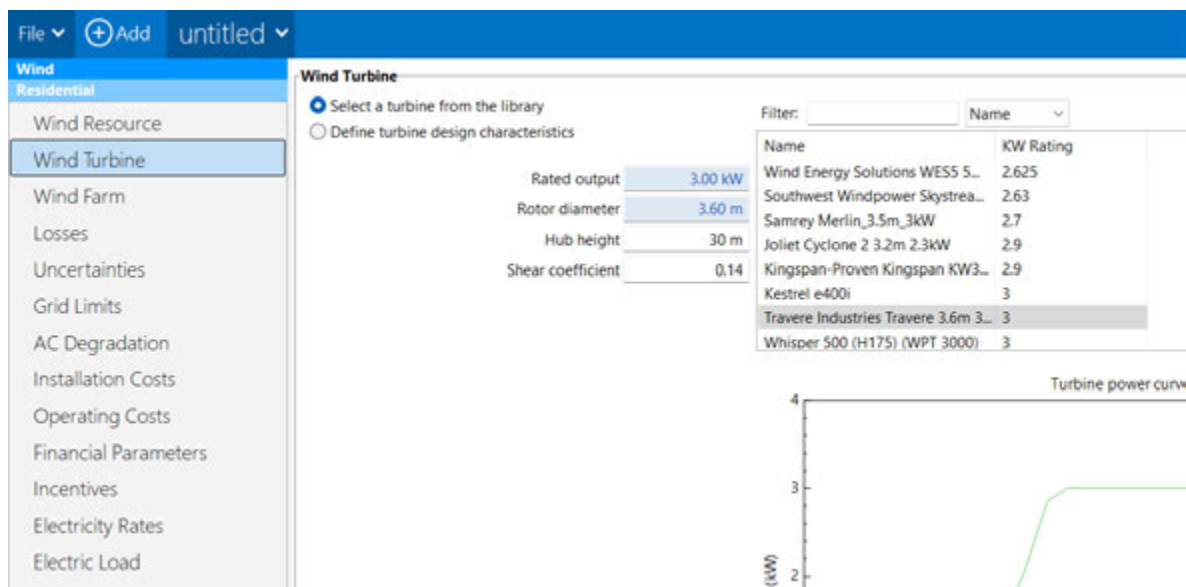 File Add untitled
Wind
Residential
Wind Resource
Wind Turbine
Wind Farm
Losses
Uncertainties
Grid Limits
AC Degradation
Installation Costs
Operating Costs
Financial Parameters
Incentives
Electricity Rates
Electric Load
Wind Turbine
Select a turbine from the library
Define turbine design characteristics
Rated output 3.00 kW
Rotor diameter 3.60 m
Hub height 30 m
Shear coefficient 0.14
Filter: Name
Name KW Rating
Wind Energy Solutions WES5 5... 2.625
Southwest Windpower Skystrea... 2.63
Samrey Merlin_3.5m_3kW 2.7
Joliet Cyclone 2 3.2m 2.3kW 2.9
Kingspan-Proven Kingspan KW3... 2.9
Kestrel e400i 3
Travere Industries Travere 3.6m 3... 3
Whisper 500 (H175) (WPT 3000) 3
Turbine power curve
4
3
2
(kW)